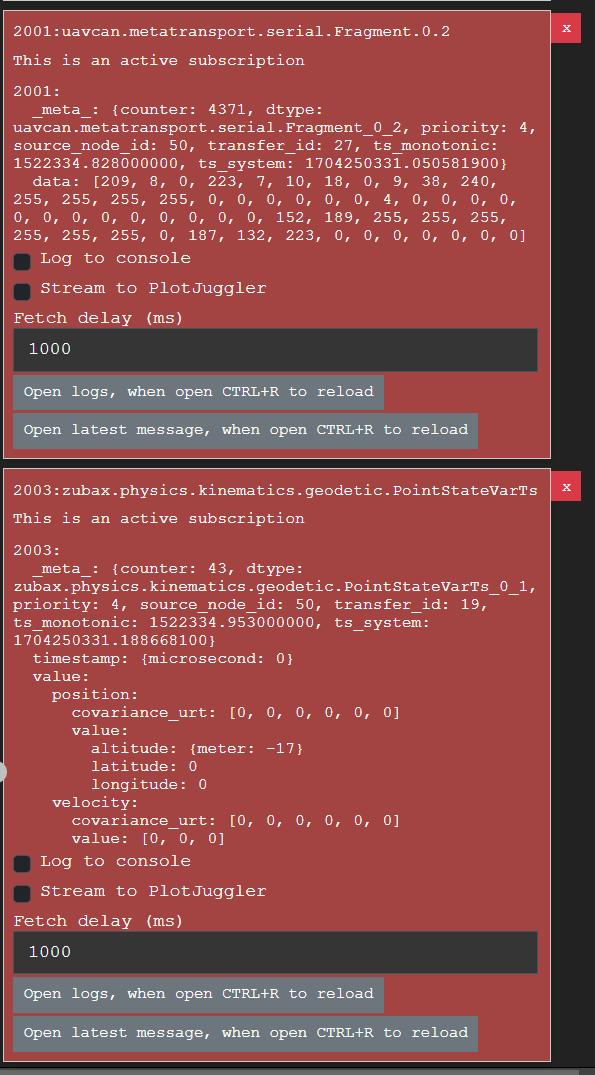 2001:uavcan.metatransport.serial.Fragment.0.2
x
This is an active subscription
2001:
_meta_: {counter: 4371, dtype:
uavcan.metatransport.serial.Fragment_0_2, priority: 4,
source_node_id: 50, transfer_id: 27, ts_monotonic:
1522334.828000000, ts_system: 1704250331.050581900}
data: [209, 8, 0, 223, 7, 10, 18, 0, 9, 38, 240,
255, 255, 255, 255, 0, 0, 0, 0, 0, 0, 4, 0, 0, 0, 0,
0, 0, 0, 0, 0, 0, 0, 0, 0, 152, 189, 255, 255, 255,
255, 255, 255, 0, 187, 132, 223, 0, 0, 0, 0, 0, 0, 0]
Log to console
Stream to PlotJuggler
Fetch delay (ms)
1000
Open logs, when open CTRL+R to reload
Open latest message, when open CTRL+R to reload
2003:zubax.physics.kinematics.geodetic.PointStateVarTs
x
This is an active subscription
2003:
_meta_: {counter: 43, dtype:
zubax.physics.kinematics.geodetic.PointStateVarTs_0_1,
priority: 4, source_node_id: 50, transfer_id: 19,
ts_monotonic: 1522334.953000000, ts_system:
1704250331.188668100}
timestamp: {microsecond: 0}
value:
position:
covariance_urt: [0, 0, 0, 0, 0, 0]
value:
altitude: {meter: -17}
latitude: 0
longitude: 0
velocity:
covariance_urt: [0, 0, 0, 0, 0, 0]
value: [0, 0, 0]
Log to console
Stream to PlotJuggler
Fetch delay (ms)
1000
Open logs, when open CTRL+R to reload
Open latest message, when open CTRL+R to reload